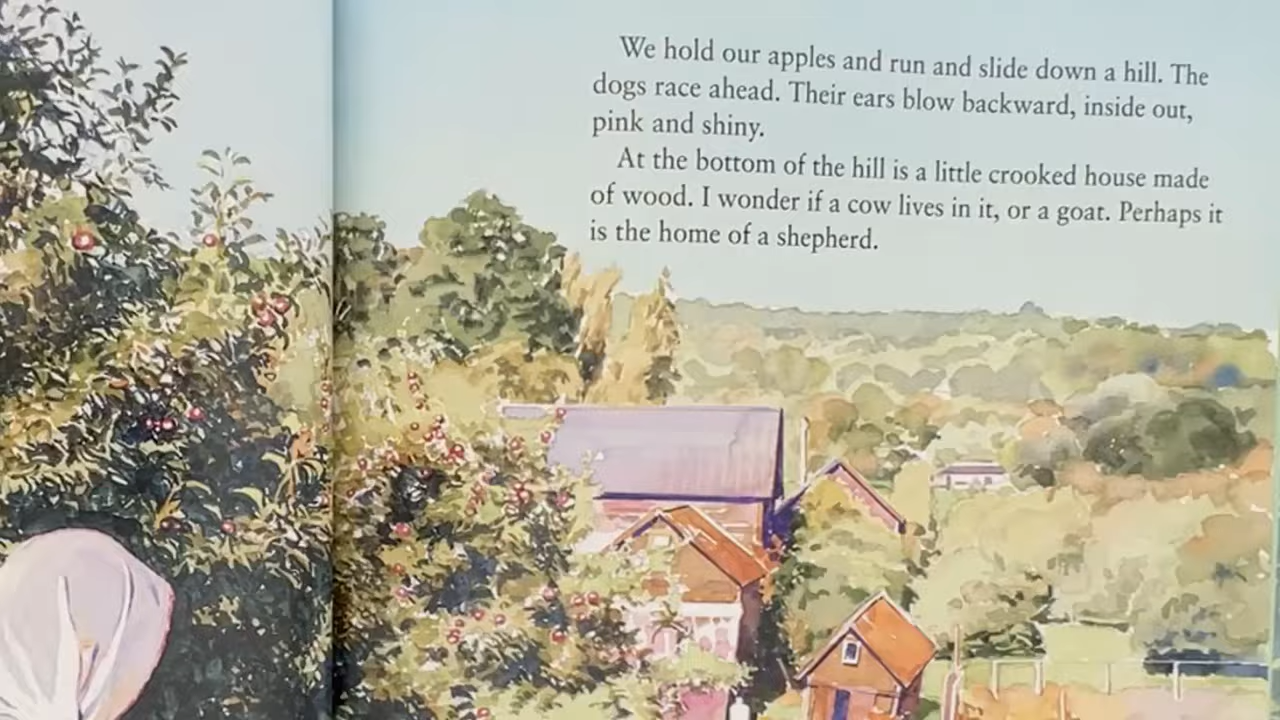 We hold our apples and run and slide down a hill. The
dogs race ahead. Their ears blow backward, inside out,
pink and shiny.
At the bottom of the hill is a little crooked house made
of wood. I wonder if a cow lives in it, or a goat. Perhaps it
is the home of a shepherd.